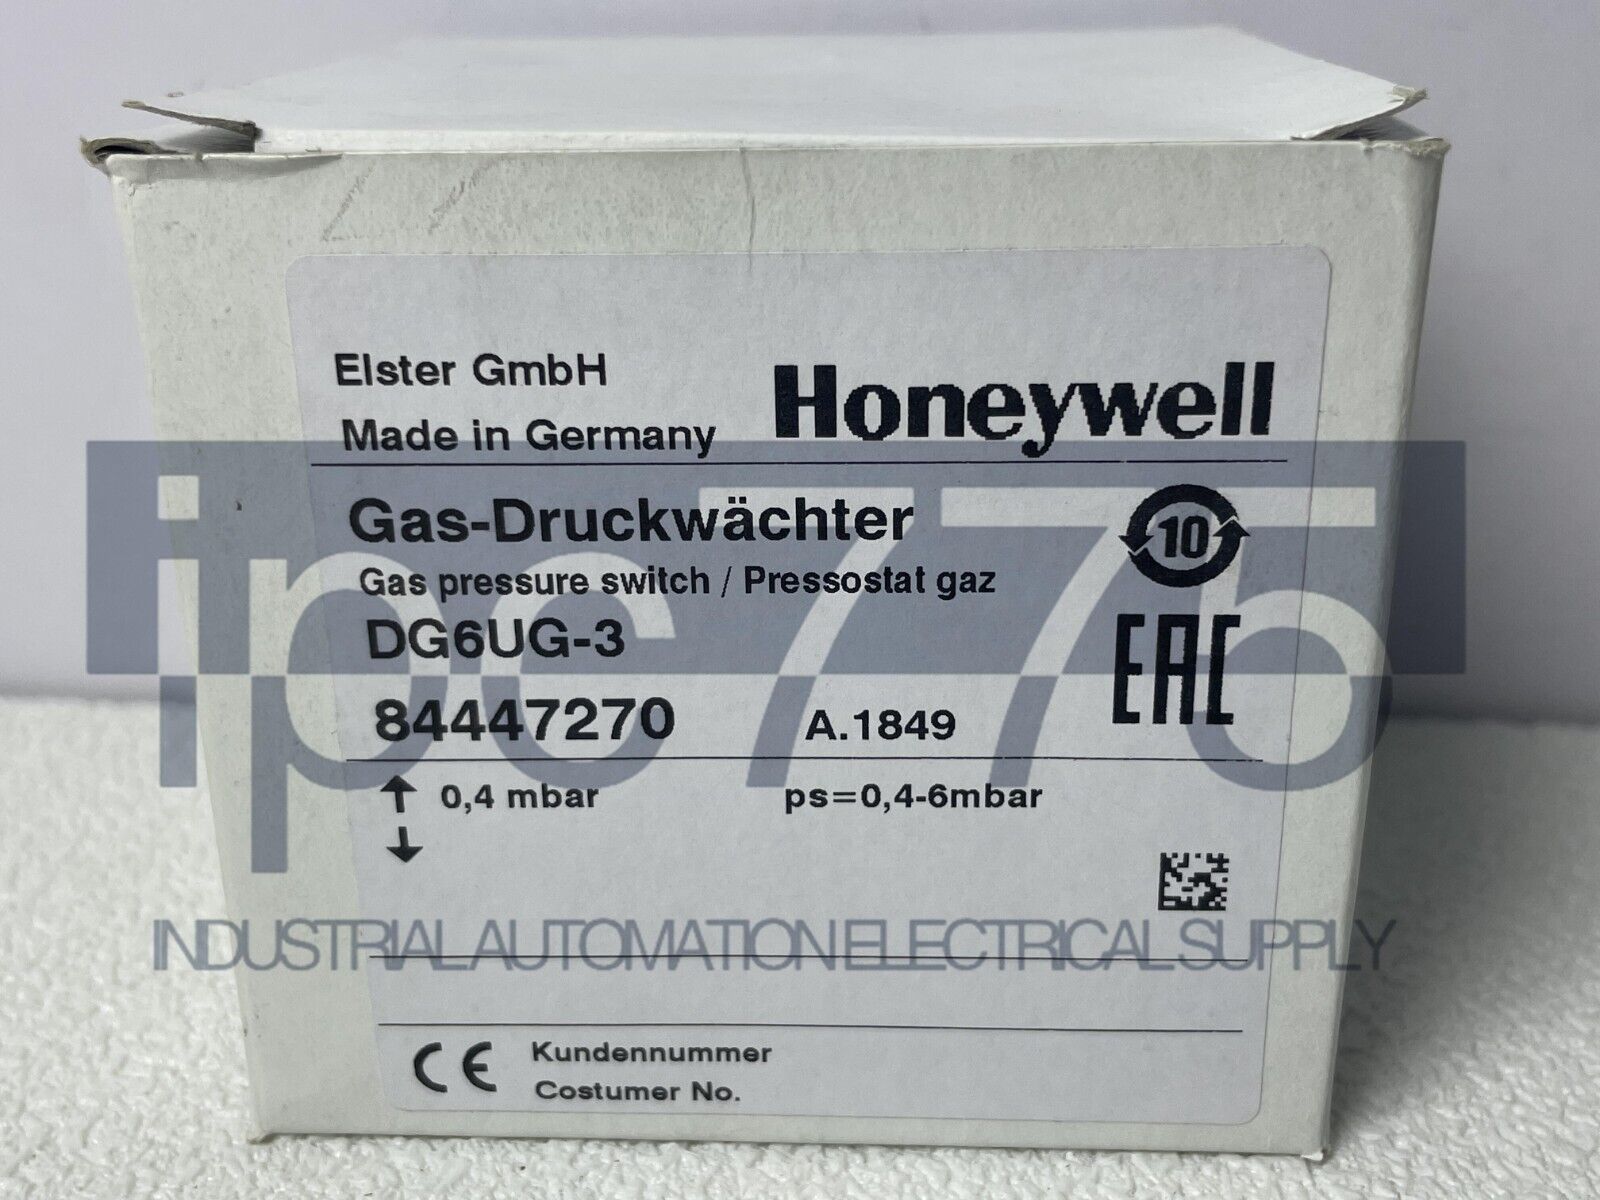 Elster GmbH
Made in Germany
Honeywell
Gas-Druckwächter
Gas pressure switch / Pressostat gaz
10
DG6UG-3
EAC
84447270 A.1849
↑ 0,4 mbar ps=0,4-6mbar
↓
ipc775
INDUSTRIAL AUTOMATION ELECTRICAL SUPPLY
CE
Kundennummer
Costumer No.